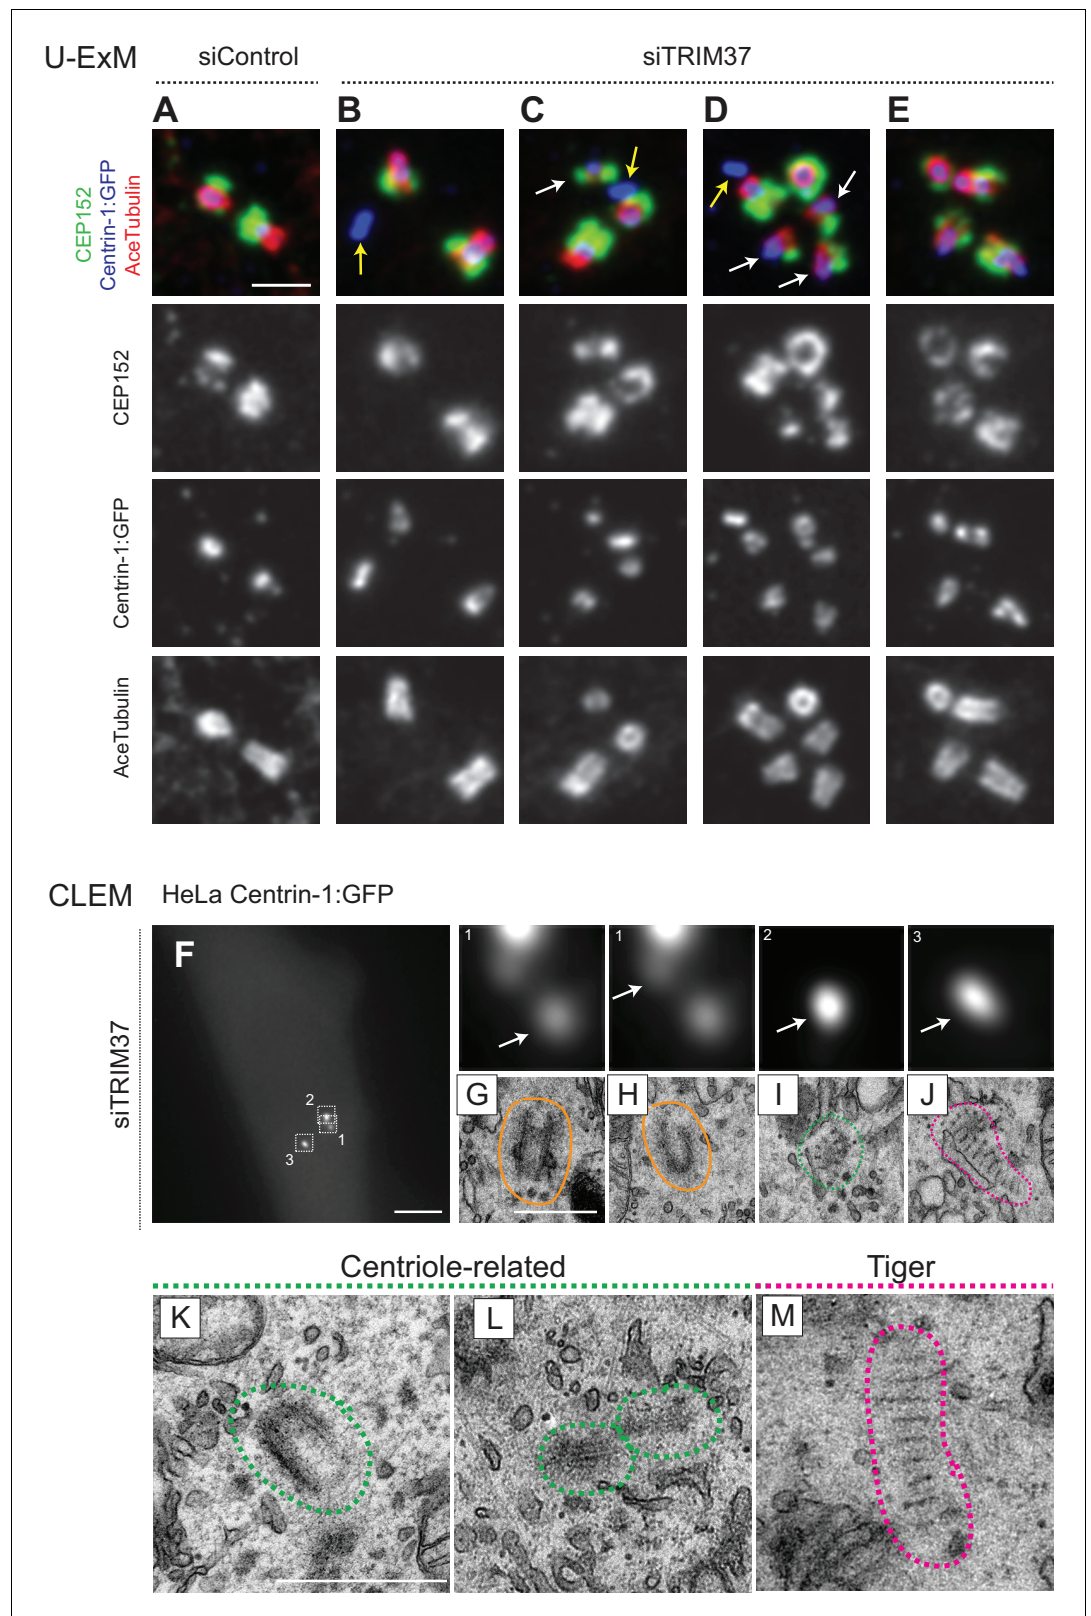 U-ExM siControl siTRIM37
A B C D E
CEP152
Centrin-1:GFP
AceTubulin
CEP152
Centrin-1:GFP
AceTubulin
CLEM HeLa Centrin-1:GFP
siTRIM37
F 1 1 2 3
2
1
3
G H I J
Centriole-related Tiger
K L M